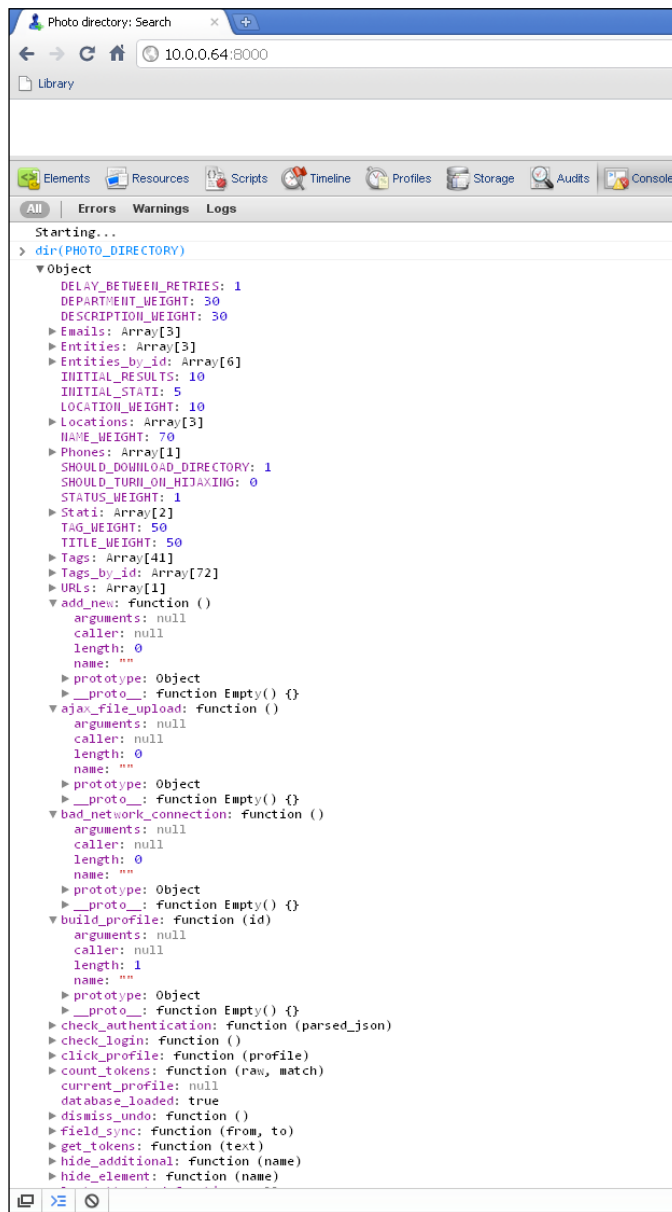 Photo directory: Search
10.0.0.64:8000
Library
Elements Resources Scripts Timeline Profiles Storage Audits Console
All Errors Warnings Logs
Starting...
> dir(PHOTO_DIRECTORY)
▼Object
DELAY_BETWEEN_RETRIES: 1
DEPARTMENT_WEIGHT: 30
DESCRIPTION_WEIGHT: 30
▶Emails: Array[3]
▶Entities: Array[3]
▶Entities_by_id: Array[6]
INITIAL_RESULTS: 10
INITIAL_STATI: 5
LOCATION_WEIGHT: 10
▶Locations: Array[3]
NAME_WEIGHT: 70
▶Phones: Array[1]
SHOULD_DOWNLOAD_DIRECTORY: 1
SHOULD_TURN_ON_HIJAXING: 0
STATUS_WEIGHT: 1
▶Stati: Array[2]
TAG_WEIGHT: 50
TITLE_WEIGHT: 50
▶Tags: Array[41]
▶Tags_by_id: Array[72]
▶URLs: Array[1]
▼add_new: function ()
arguments: null
caller: null
length: 0
name: ""
▶prototype: Object
▶__proto__: function Empty() {}
▼ajax_file_upload: function ()
arguments: null
caller: null
length: 0
name: ""
▶prototype: Object
▶__proto__: function Empty() {}
▼bad_network_connection: function ()
arguments: null
caller: null
length: 0
name: ""
▶prototype: Object
▶__proto__: function Empty() {}
▼build_profile: function (id)
arguments: null
caller: null
length: 1
name: ""
▶prototype: Object
▶__proto__: function Empty() {}
▶check_authentication: function (parsed_json)
▶check_login: function ()
▶click_profile: function (profile)
▶count_tokens: function (raw, match)
current_profile: null
database_loaded: true
▶dismiss_undo: function ()
▶field_sync: function (from, to)
▶get_tokens: function (text)
▶hide_additional: function (name)
▶hide_element: function (name)